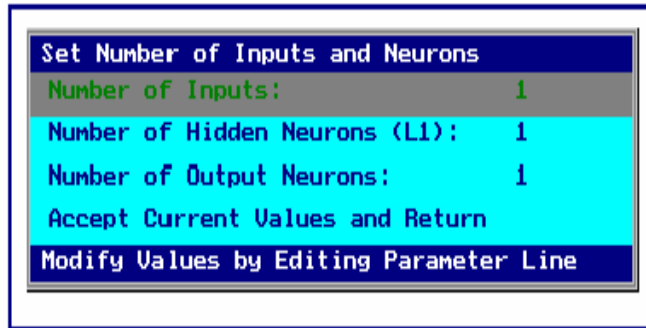 Set Number of Inputs and Neurons
Number of Inputs: 1
Number of Hidden Neurons (L1): 1
Number of Output Neurons: 1
Accept Current Values and Return
Modify Values by Editing Parameter Line